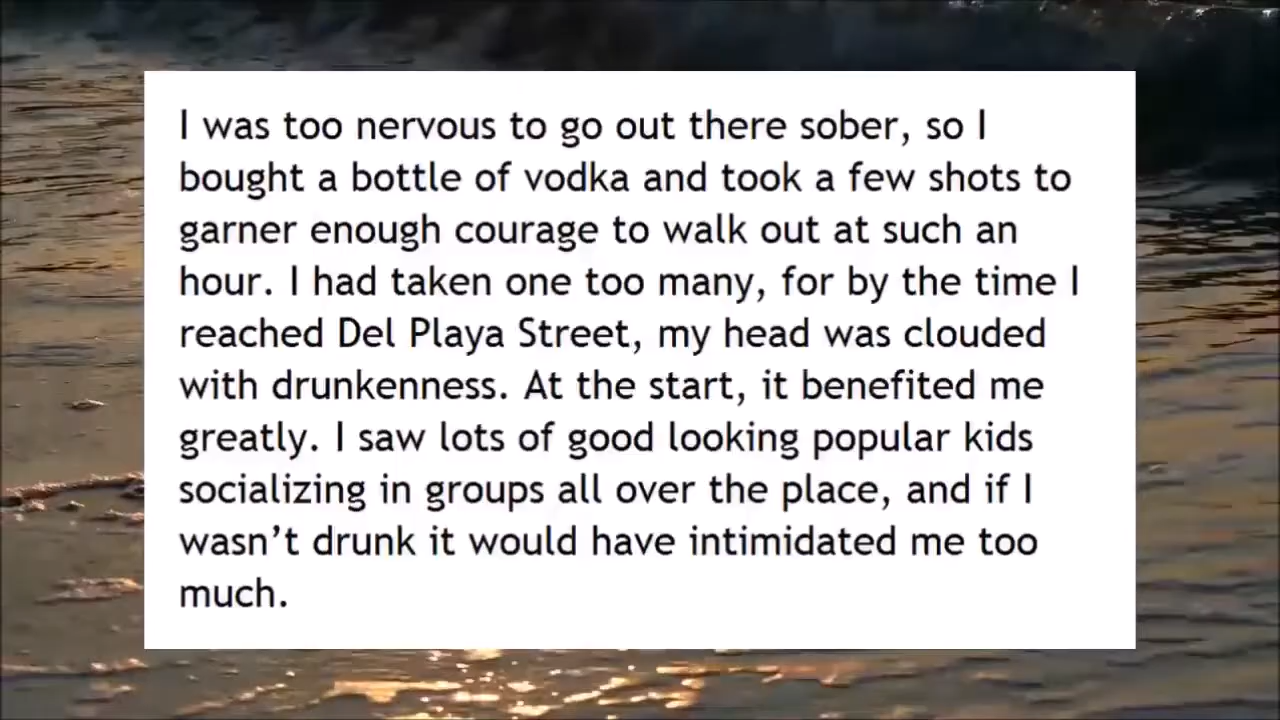 I was too nervous to go out there sober, so I
bought a bottle of vodka and took a few shots to
garner enough courage to walk out at such an
hour. I had taken one too many, for by the time I
reached Del Playa Street, my head was clouded
with drunkenness. At the start, it benefited me
greatly. I saw lots of good looking popular kids
socializing in groups all over the place, and if I
wasn’t drunk it would have intimidated me too
much.